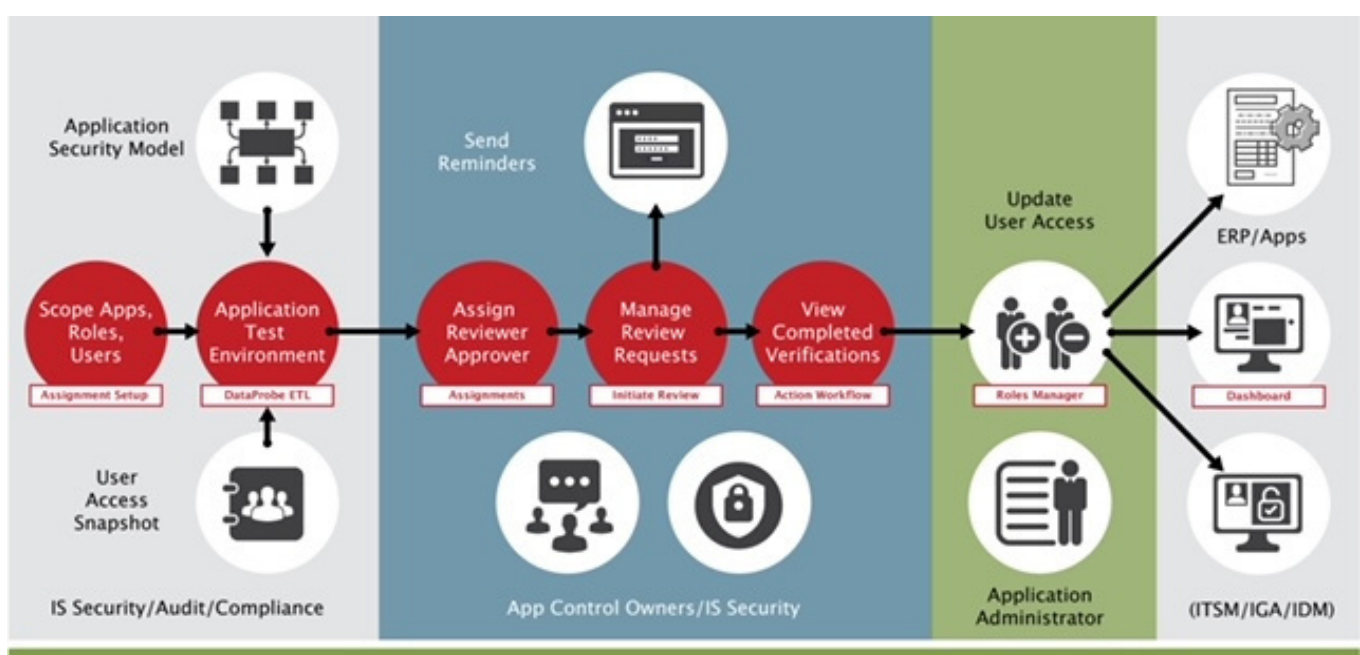 Application
Security Model
Send
Reminders
Update
User Access
ERP/Apps
Scope Apps,
Roles,
Users
Assignment Setup
Application
Test
Environment
DataProbe ETL
Assign
Reviewer
Approver
Assignments
Manage
Review
Requests
Initiate Review
View
Completed
Verifications
Action Workflow
Roles Manager
Dashboard
User
Access
Snapshot
IS Security/Audit/Compliance
App Control Owners/IS Security
Application
Administrator
(ITSM/IGA/IDM)